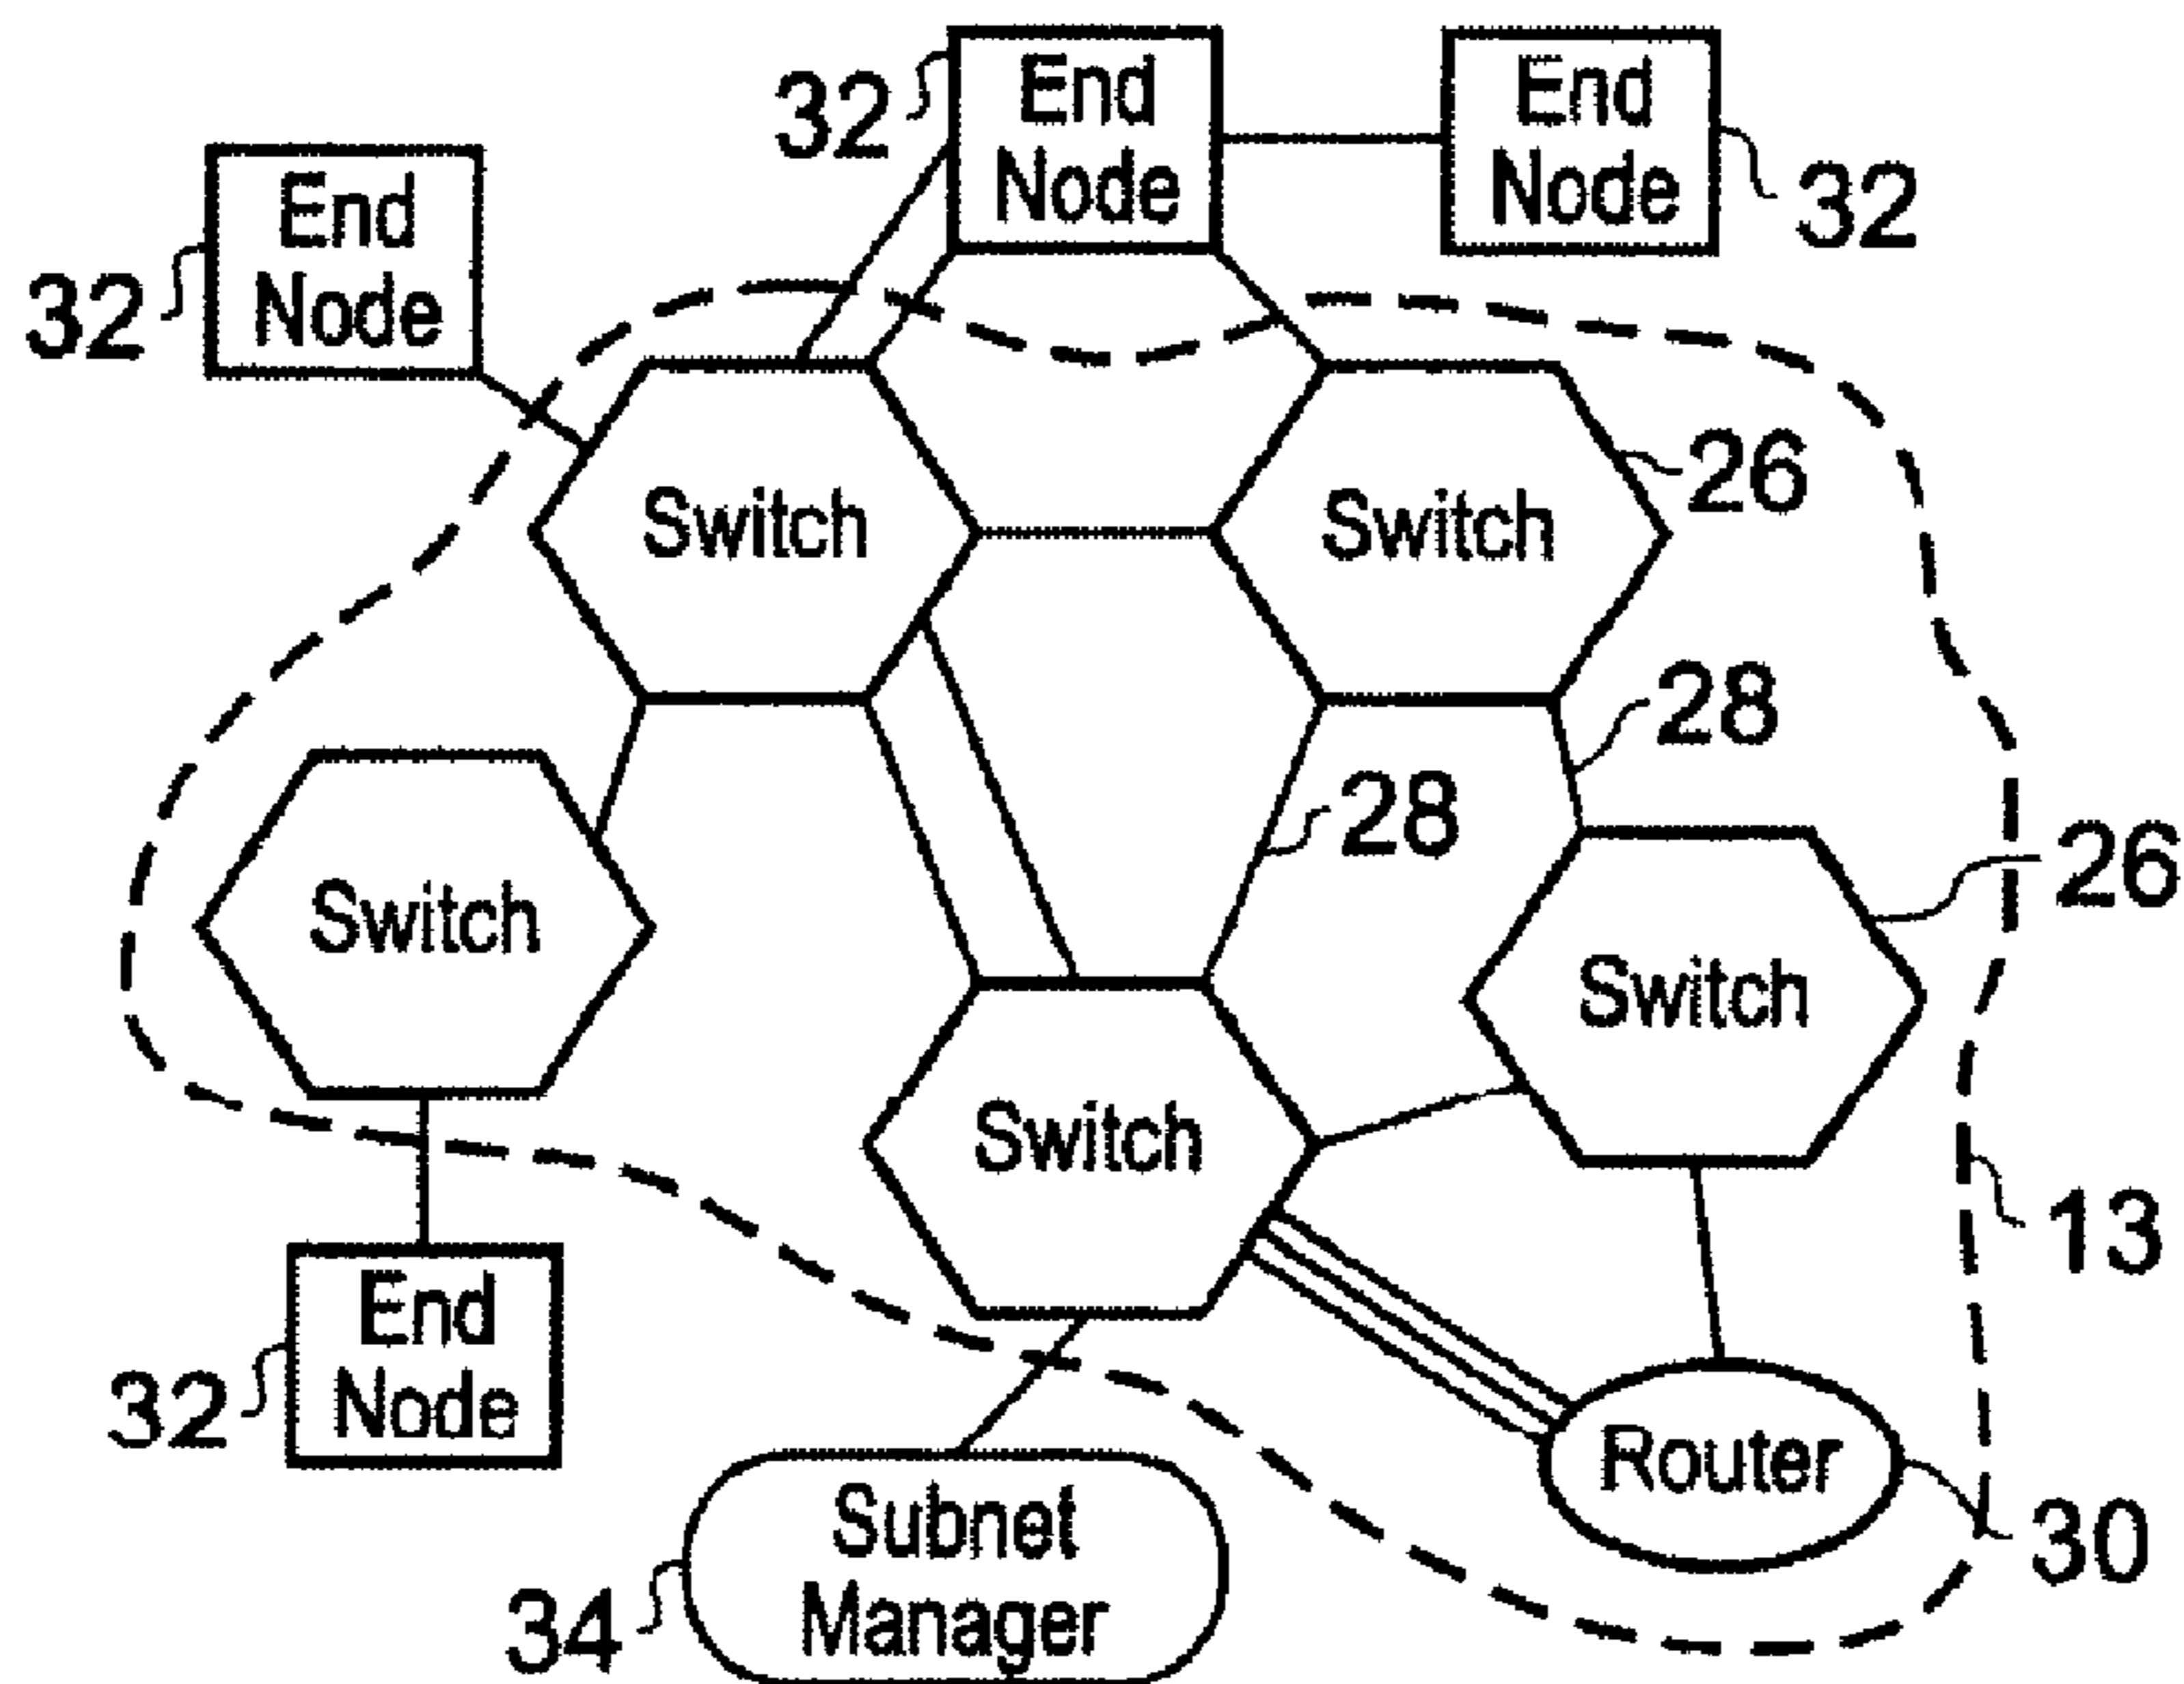 End
Node
32
End
Node
32
End
Node
32
Switch
Switch
26
28
28
Switch
26
Switch
Switch
13
End
Node
32
Router
30
Subnet
Manager
34